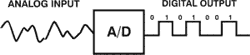 ANALOG INPUT
DIGITAL OUTPUT
A/D
0 1 0 1 0 0 1